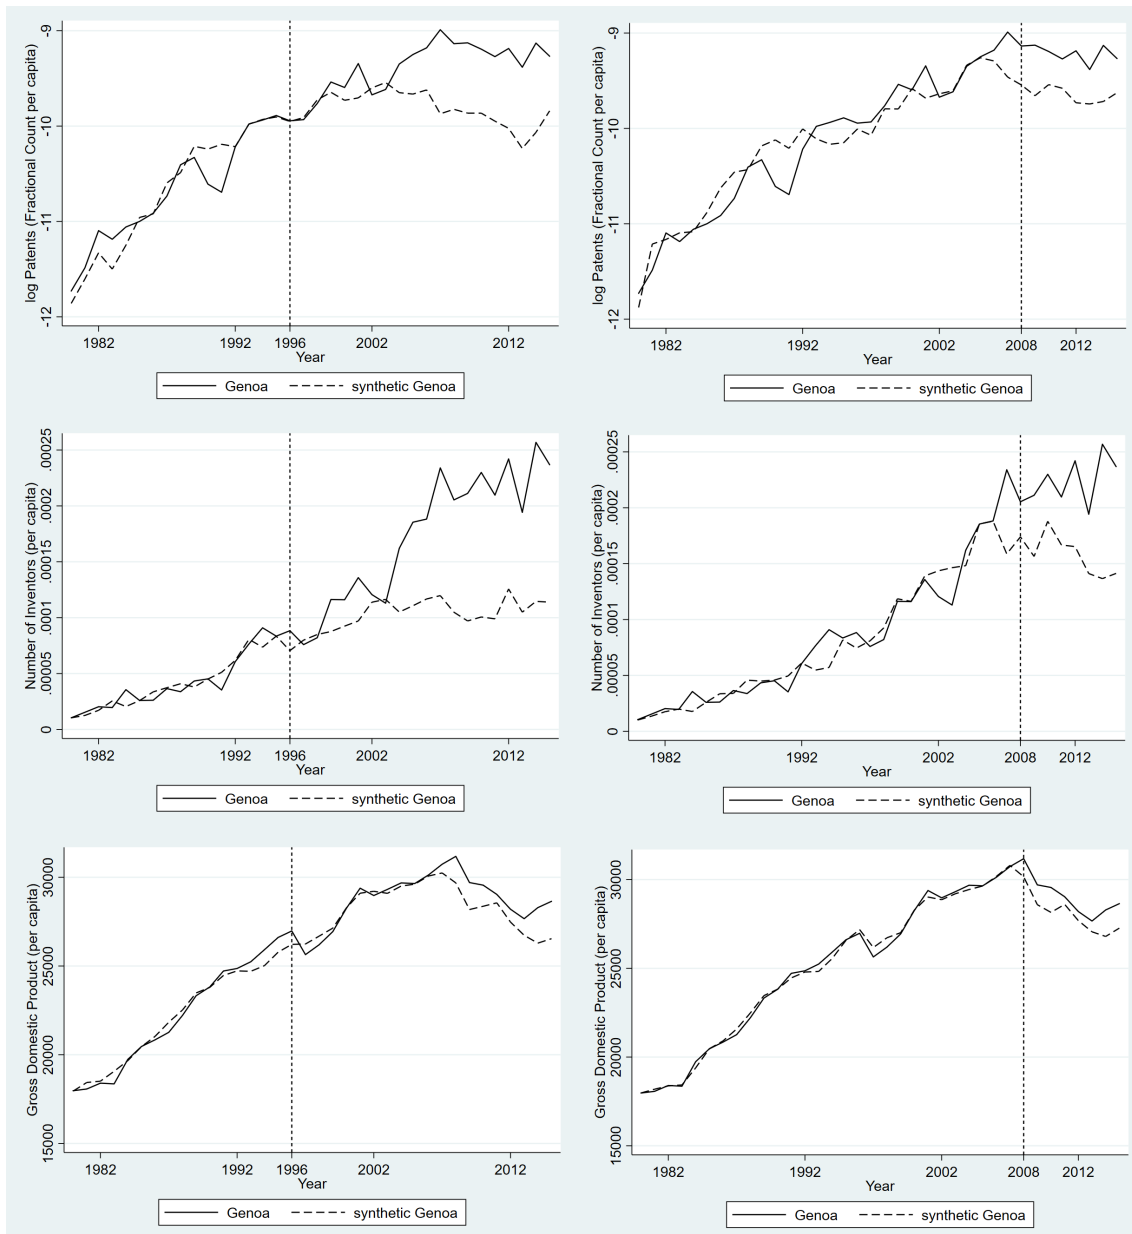 log Patents (Fractional Count per capita)
-9
-10
-11
-12
1982
1992
1996
2002
2012
Year
Genoa
synthetic Genoa
log Patents (Fractional Count per capita)
-9
-10
-11
-12
1982
1992
2002
2008
2012
Year
Genoa
synthetic Genoa
Number of Inventors (per capita)
.00025
.0002
.00015
.0001
.00005
0
1982
1992
1996
2002
2012
Year
Genoa
synthetic Genoa
Number of Inventors (per capita)
.00025
.0002
.00015
.0001
.00005
0
1982
1992
2002
2008
2012
Year
Genoa
synthetic Genoa
Gross Domestic Product (per capita)
30000
25000
20000
15000
1982
1992
1996
2002
2012
Year
Genoa
synthetic Genoa
Gross Domestic Product (per capita)
30000
25000
20000
15000
1982
1992
2002
2008
2012
Year
Genoa
synthetic Genoa